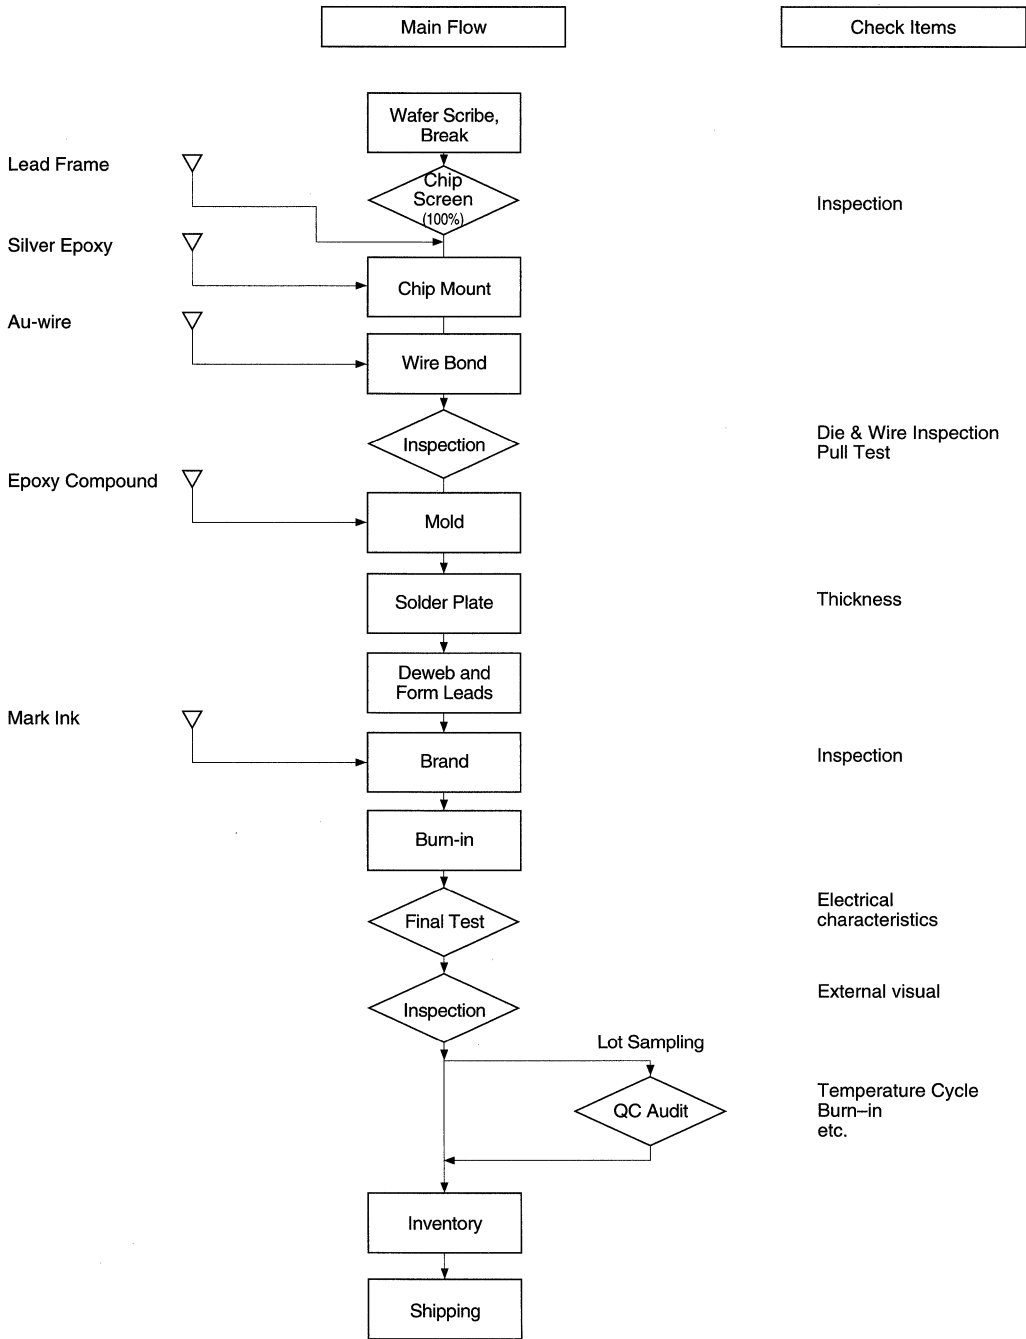 Main Flow
Check Items
Wafer Scribe,
Break
Lead Frame
Chip
Screen
(100%)
Inspection
Silver Epoxy
Chip Mount
Au-wire
Wire Bond
Inspection
Die & Wire Inspection
Pull Test
Epoxy Compound
Mold
Solder Plate
Thickness
Deweb and
Form Leads
Mark Ink
Brand
Inspection
Burn-in
Final Test
Electrical
characteristics
Inspection
External visual
Lot Sampling
QC Audit
Temperature Cycle
Burn–in
etc.
Inventory
Shipping